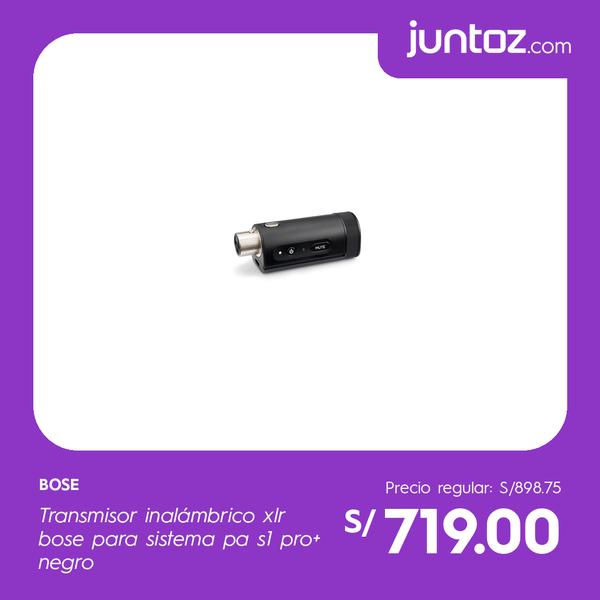 juntoz.com
MUTE
BOSE
Transmisor inalámbrico xlr
bose para sistema pa s1 pro+
negro
Precio regular: S/898.75
S/719.00